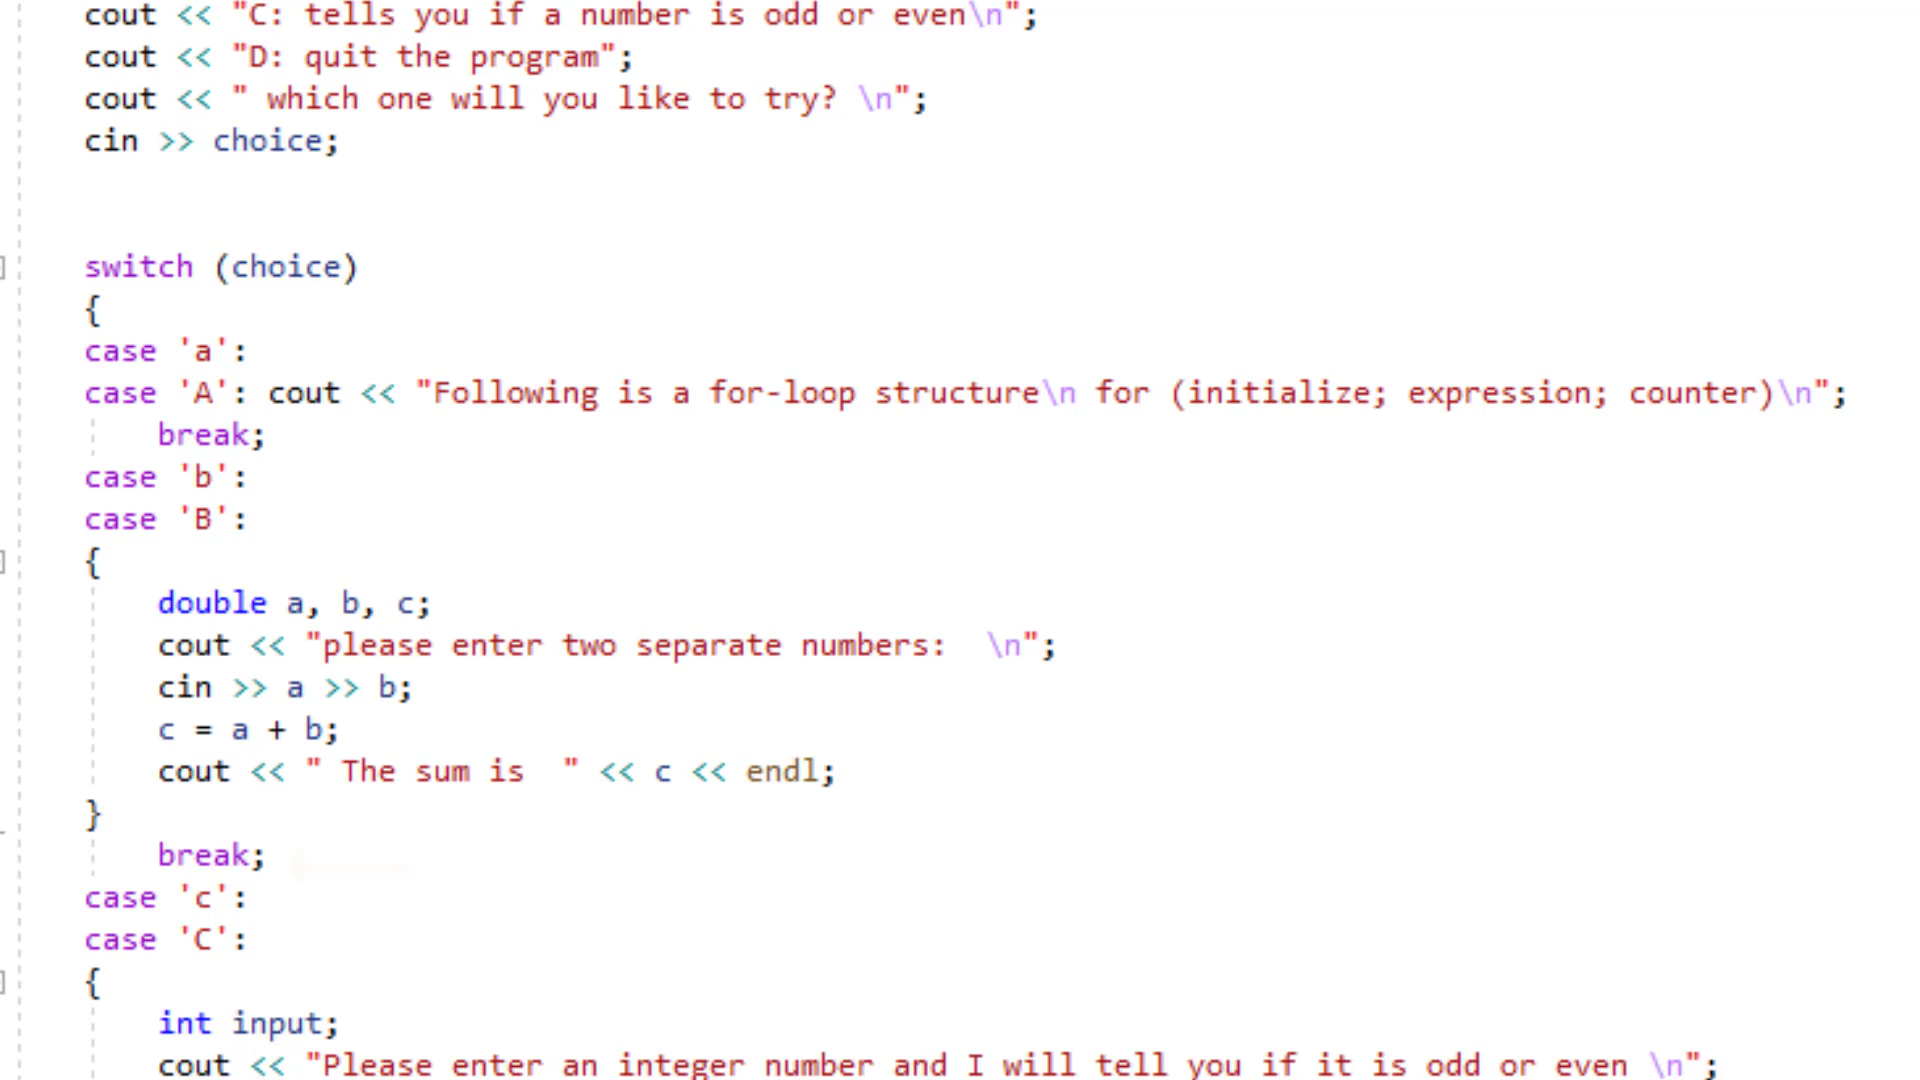 cout << "C: tells you if a number is odd or even\n";
cout << "D: quit the program";
cout << " which one will you like to try? \n";
cin >> choice;
switch (choice)
{
case 'a':
case 'A': cout << "Following is a for-loop structure\n for (initialize; expression; counter)\n";
break;
case 'b':
case 'B':
{
double a, b, c;
cout << "please enter two separate numbers:  \n";
cin >> a >> b;
c = a + b;
cout << " The sum is  " << c << endl;
}
break;
case 'c':
case 'C':
{
int input;
cout << "Please enter an integer number and I will tell you if it is odd or even \n";